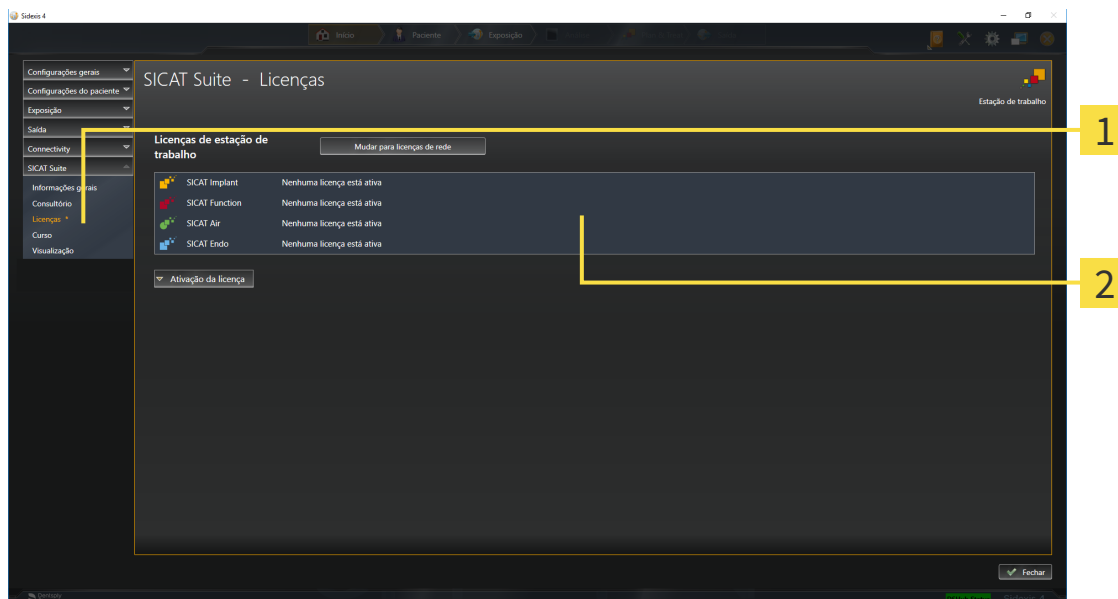 Sidexis 4
Início
Paciente
Exposição
Configurações gerais
Configurações do paciente
Exposição
Saída
Connectivity
SICAT Suite
Informações gerais
Consultório
Licenças *
Curso
Visualização
SICAT Suite - Licenças
Estação de trabalho
Licenças de estação de trabalho
Mudar para licenças de rede
SICAT Implant Nenhuma licença está ativa
SICAT Function Nenhuma licença está ativa
SICAT Air Nenhuma licença está ativa
SICAT Endo Nenhuma licença está ativa
Ativação da licença
1
2
Fechar
Sidexis 4